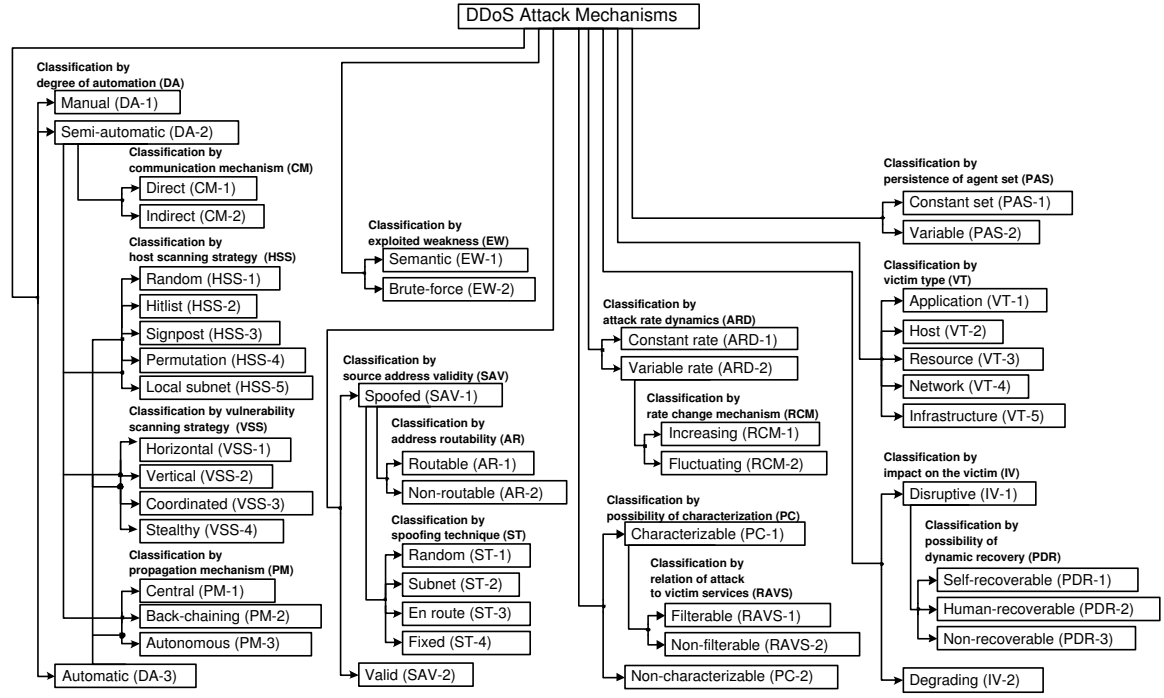 DDoS Attack Mechanisms
Classification by
degree of automation (DA)
Manual (DA-1)
Semi-automatic (DA-2)
Classification by
communication mechanism (CM)
Direct (CM-1)
Indirect (CM-2)
Classification by
host scanning strategy (HSS)
Random (HSS-1)
Hitlist (HSS-2)
Signpost (HSS-3)
Permutation (HSS-4)
Local subnet (HSS-5)
Classification by vulnerability
scanning strategy (VSS)
Horizontal (VSS-1)
Vertical (VSS-2)
Coordinated (VSS-3)
Stealthy (VSS-4)
Classification by
propagation mechanism (PM)
Central (PM-1)
Back-chaining (PM-2)
Autonomous (PM-3)
Automatic (DA-3)
Classification by
exploited weakness (EW)
Semantic (EW-1)
Brute-force (EW-2)
Classification by
source address validity (SAV)
Spoofed (SAV-1)
Classification by
address routability (AR)
Routable (AR-1)
Non-routable (AR-2)
Classification by
spoofing technique (ST)
Random (ST-1)
Subnet (ST-2)
En route (ST-3)
Fixed (ST-4)
Valid (SAV-2)
Classification by
attack rate dynamics (ARD)
Constant rate (ARD-1)
Variable rate (ARD-2)
Classification by
rate change mechanism (RCM)
Increasing (RCM-1)
Fluctuating (RCM-2)
Classification by
possibility of characterization (PC)
Characterizable (PC-1)
Classification by
relation of attack
to victim services (RAVS)
Filterable (RAVS-1)
Non-filterable (RAVS-2)
Non-characterizable (PC-2)
Classification by
persistence of agent set (PAS)
Constant set (PAS-1)
Variable (PAS-2)
Classification by
victim type (VT)
Application (VT-1)
Host (VT-2)
Resource (VT-3)
Network (VT-4)
Infrastructure (VT-5)
Classification by
impact on the victim (IV)
Disruptive (IV-1)
Classification by
possibility of
dynamic recovery (PDR)
Self-recoverable (PDR-1)
Human-recoverable (PDR-2)
Non-recoverable (PDR-3)
Degrading (IV-2)